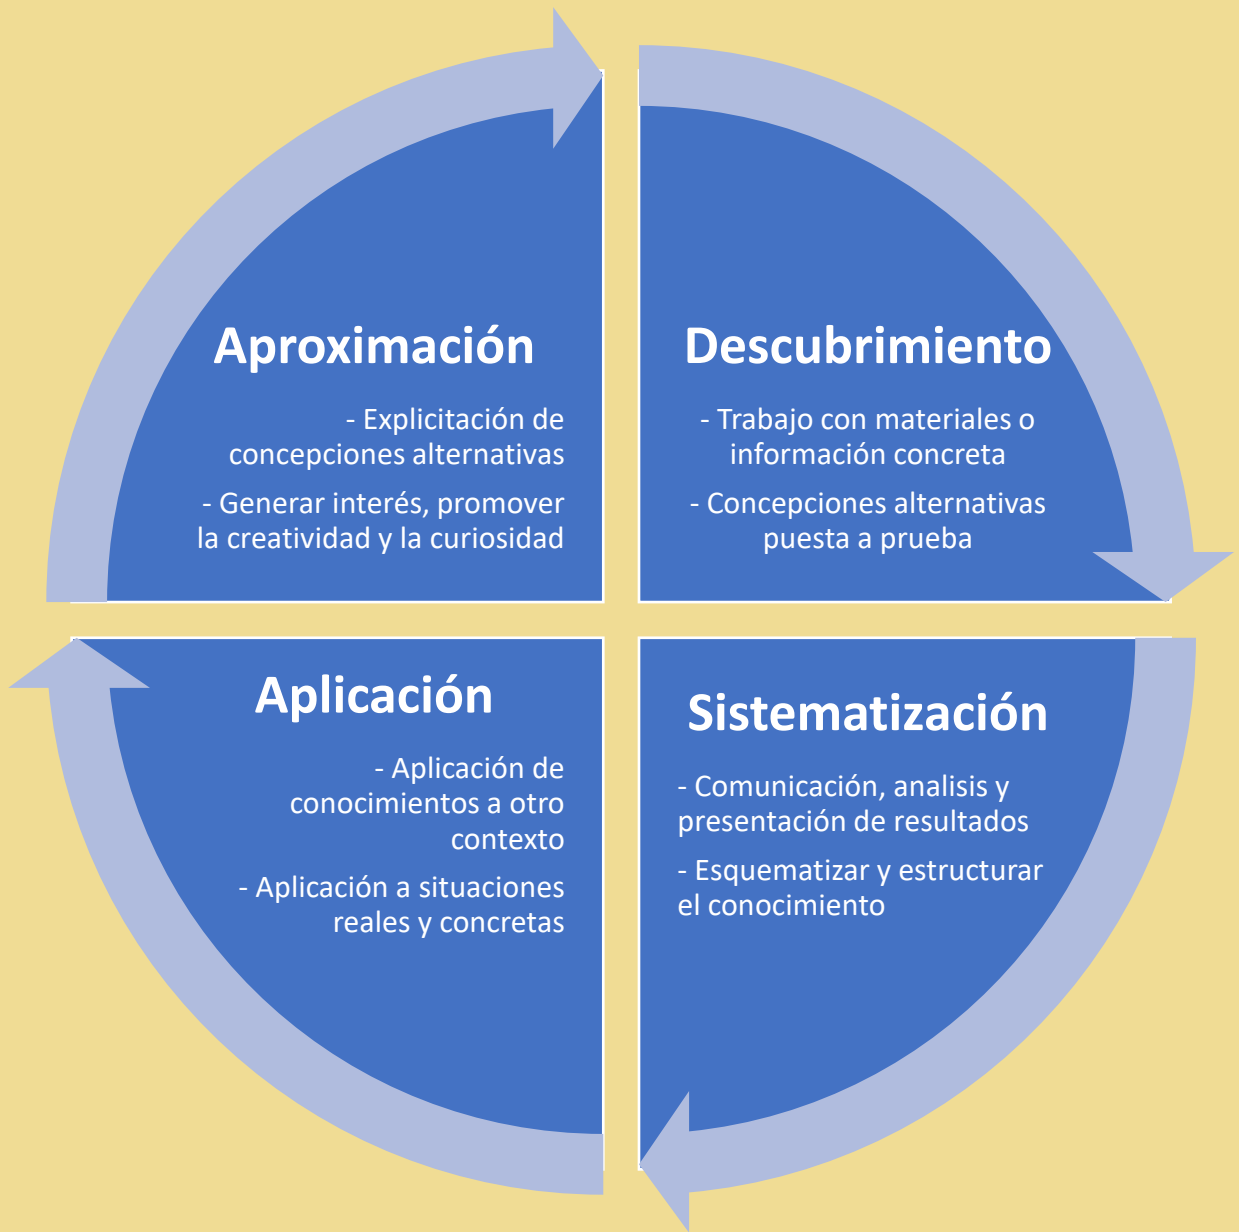 Aproximación
- Explicitación de
concepciones alternativas
- Generar interés, promover
la creatividad y la curiosidad
Descubrimiento
- Trabajo con materiales o
información concreta
- Concepciones alternativas
puesta a prueba
Aplicación
- Aplicación de
conocimientos a otro
contexto
- Aplicación a situaciones
reales y concretas
Sistematización
- Comunicación, analisis y
presentación de resultados
- Esquematizar y estructurar
el conocimiento